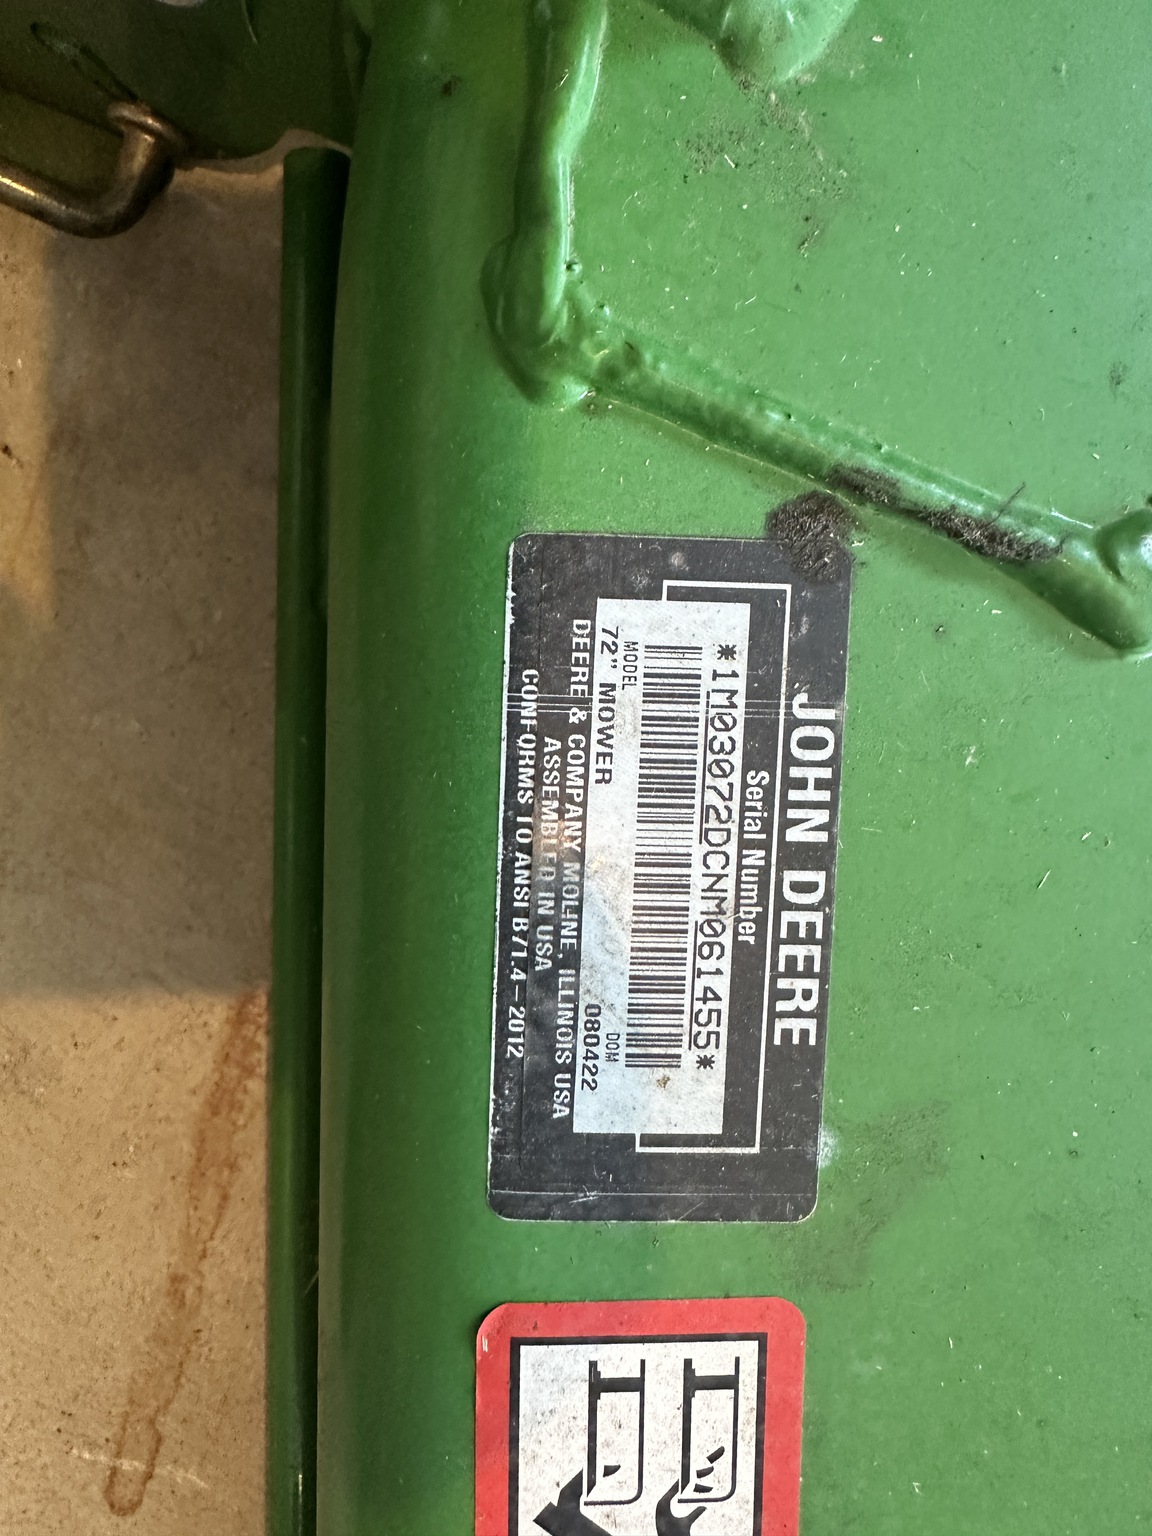 JOHN DEERE
Serial Number
*1M03072DCNM061455*
MODEL
DOM
72" MOWER
080422
DEERE & COMPANY MOLINE, ILLINOIS USA
ASSEMBLED IN USA
CONFORMS TO ANSI B71.4-2012